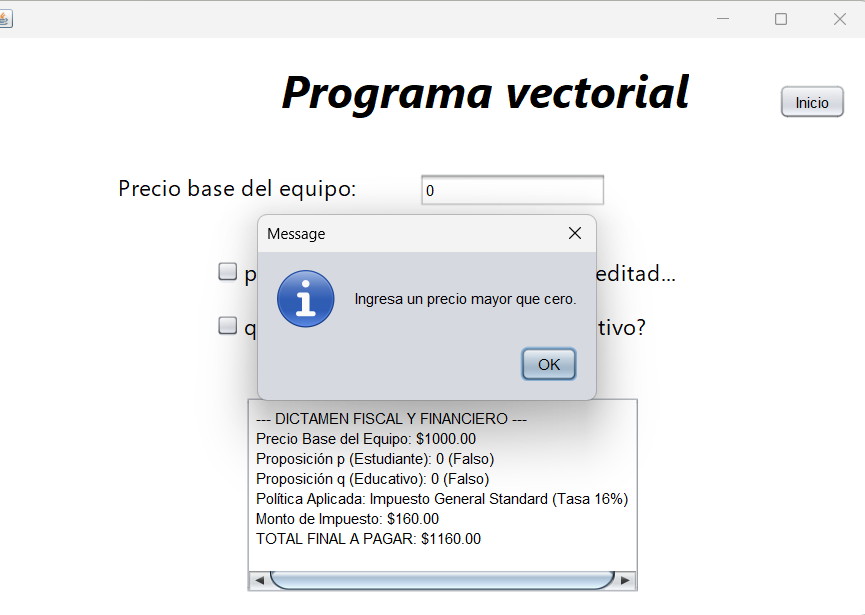 Programa vectorial
Inicio
Precio base del equipo:
0
Message
p
editad...
Ingresa un precio mayor que cero.
q
tivo?
OK
--- DICTAMEN FISCAL Y FINANCIERO ---
Precio Base del Equipo: $1000.00
Proposición p (Estudiante): 0 (Falso)
Proposición q (Educativo): 0 (Falso)
Política Aplicada: Impuesto General Standard (Tasa 16%)
Monto de Impuesto: $160.00
TOTAL FINAL A PAGAR: $1160.00